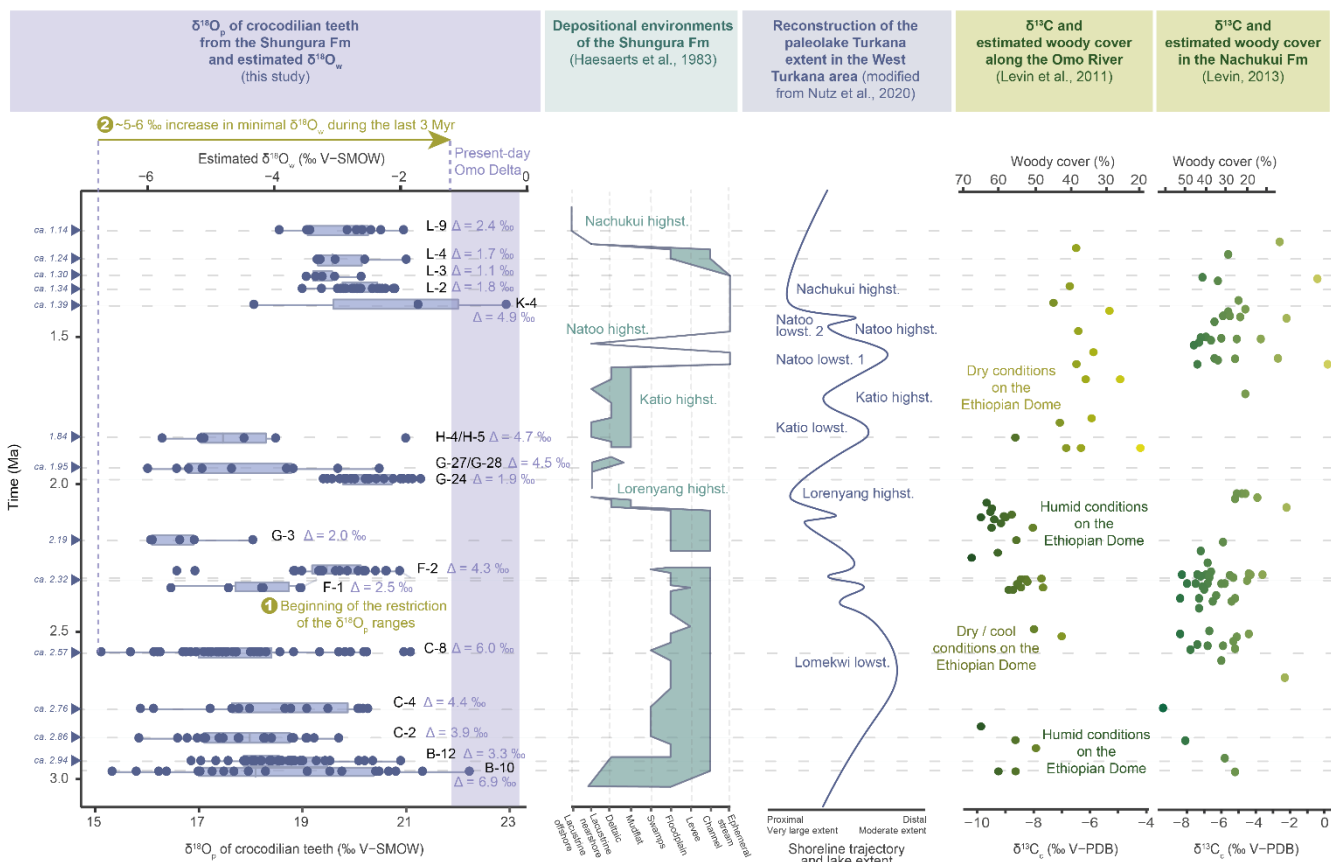 δ¹⁸Oₚ of crocodilian teeth
from the Shungura Fm
and estimated δ¹⁸O_w
(this study)
Depositional environments
of the Shungura Fm
(Haesaerts et al., 1983)
Reconstruction of the
paleolake Turkana
extent in the West
Turkana area (modified
from Nutz et al., 2020)
δ¹³C and
estimated woody cover
along the Omo River
(Levin et al., 2011)
δ¹³C and
estimated woody cover
in the Nachukui Fm
(Levin, 2013)
2 ~5-6 ‰ increase in minimal δ¹⁸O_w during the last 3 Myr
Estimated δ¹⁸O_w (‰ V−SMOW)
Present-day
Omo Delta
−6 −4 −2 0
ca. 1.14
L-9 Δ = 2.4 ‰
ca. 1.24
L-4 Δ = 1.7 ‰
ca. 1.30
L-3 Δ = 1.1 ‰
ca. 1.34
L-2 Δ = 1.8 ‰
ca. 1.39
K-4
Δ = 4.9 ‰
1.5
1.84
H-4/H-5 Δ = 4.7 ‰
ca. 1.95
G-27/G-28 Δ = 4.5 ‰
G-24 Δ = 1.9 ‰
2.0
2.19
G-3 Δ = 2.0 ‰
F-2 Δ = 4.3 ‰
ca. 2.32
F-1 Δ = 2.5 ‰
1 Beginning of the restriction
of the δ¹⁸Oₚ ranges
2.5
ca. 2.57
C-8 Δ = 6.0 ‰
ca. 2.76
C-4 Δ = 4.4 ‰
ca. 2.86
C-2 Δ = 3.9 ‰
ca. 2.94
B-12 Δ = 3.3 ‰
B-10
Δ = 6.9 ‰
3.0
Time (Ma)
15 17 19 21 23
δ¹⁸Oₚ of crocodilian teeth (‰ V−SMOW)
Nachukui highst.
Natoo highst.
Katio highst.
Lorenyang highst.
Lacustrine
offshore
Lacustrine
nearshore
Deltaic
Mudflat
Swamps
Floodplain
Levee
Channel
Ephemeral
stream
Nachukui highst.
Natoo
lowst. 2
Natoo highst.
Natoo lowst. 1
Katio highst.
Katio lowst.
Lorenyang highst.
Lomekwi lowst.
Proximal
Very large extent
Distal
Moderate extent
Shoreline trajectory
and lake extent
Woody cover (%)
70 60 50 40 30 20
Dry conditions
on the
Ethiopian Dome
Humid conditions
on the
Ethiopian Dome
Dry / cool
conditions on the
Ethiopian Dome
Humid conditions
on the
Ethiopian Dome
−10 −8 −6 −4 −2
δ¹³C_c (‰ V−PDB)
Woody cover (%)
50 40 30 20
−8 −6 −4 −2 0
δ¹³C_c (‰ V−PDB)